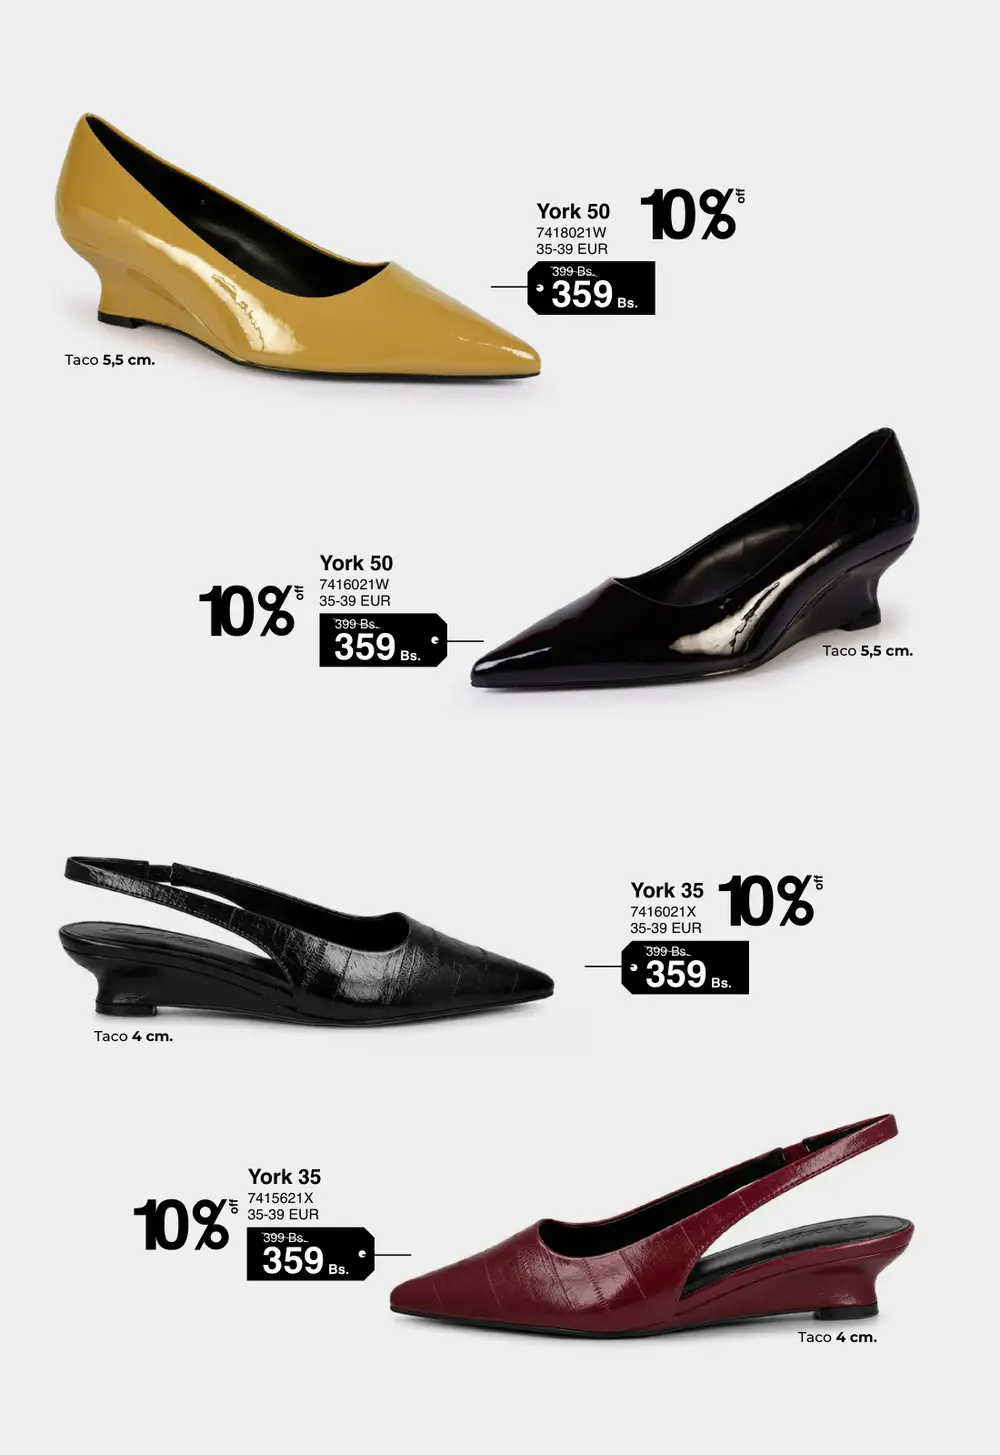 York 50
7418021W
35-39 EUR
10% off
399 Bs.
359 Bs.
Taco 5,5 cm.
York 50
7416021W
35-39 EUR
10% off
399 Bs.
359 Bs.
Taco 5,5 cm.
York 35
7416021X
35-39 EUR
10% off
399 Bs.
359 Bs.
Taco 4 cm.
York 35
7415621X
35-39 EUR
10% off
399 Bs.
359 Bs.
Taco 4 cm.